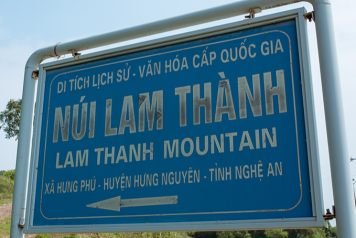 DI TÍCH LỊCH SỬ - VĂN HÓA CẤP QUỐC GIA
NÚI LAM THÀNH
LAM THANH MOUNTAIN
XÃ HƯNG PHÚ - HUYỆN HƯNG NGUYÊN - TỈNH NGHỆ AN